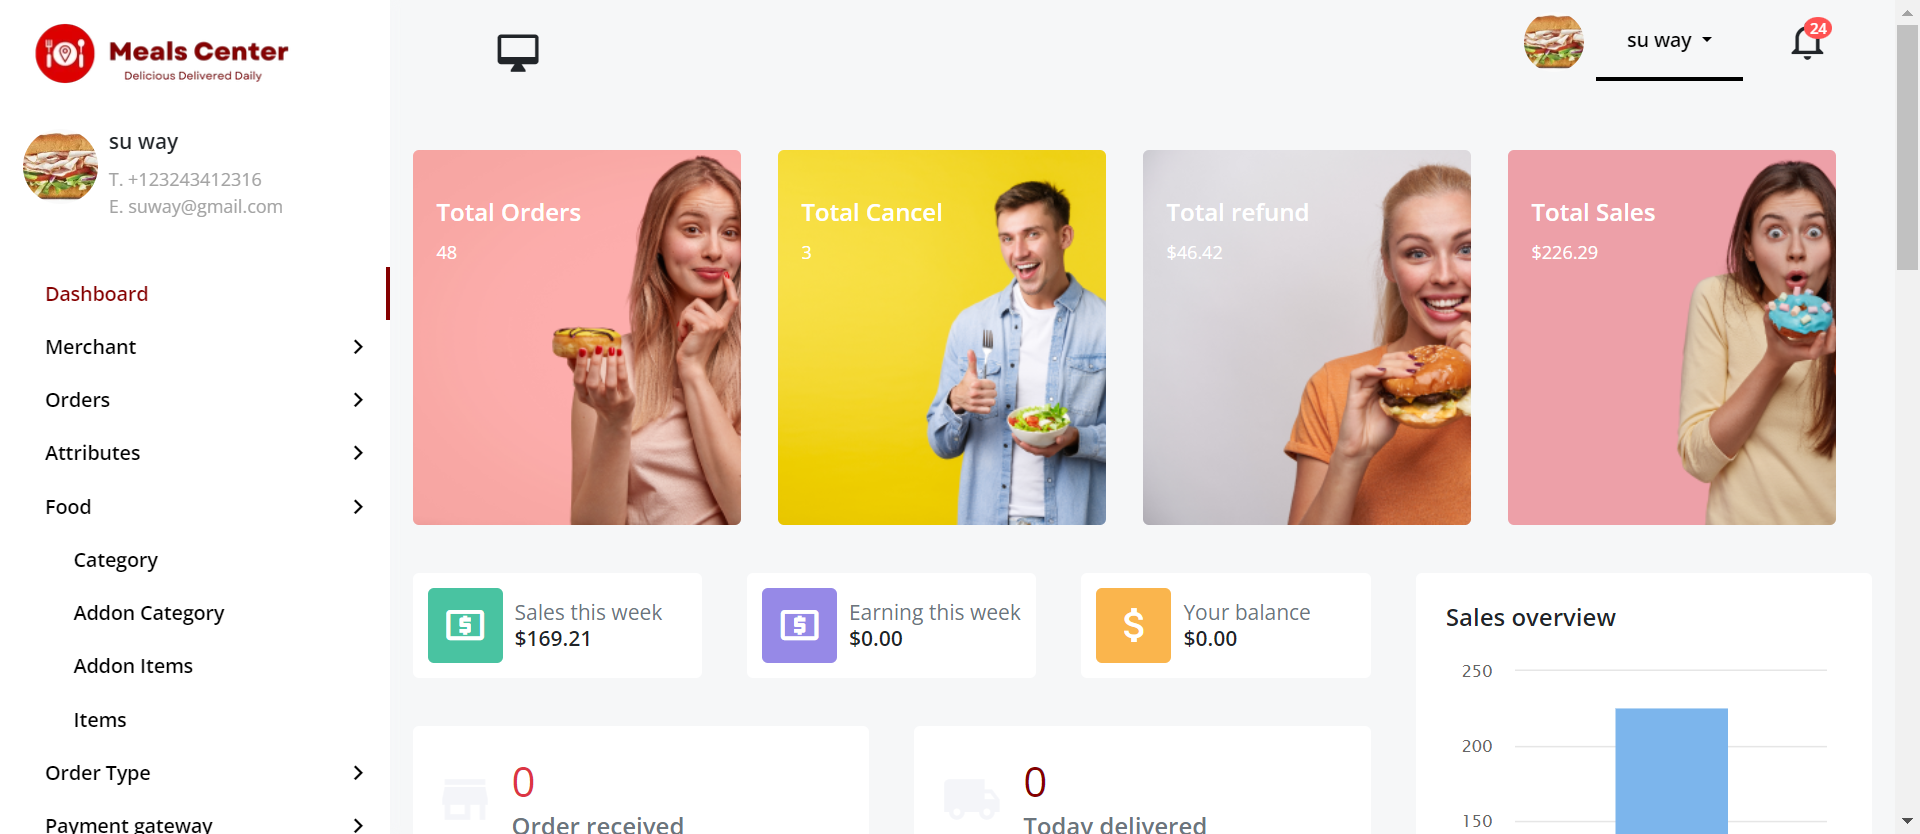 Meals Center
Delicious Delivered Daily
su way
T. +123243412316
E. suway@gmail.com
Dashboard
Merchant
Orders
Attributes
Food
Category
Addon Category
Addon Items
Items
Order Type
Payment gateway
su way
24
Total Orders
48
Total Cancel
3
Total refund
$46.42
Total Sales
$226.29
Sales this week
$169.21
Earning this week
$0.00
Your balance
$0.00
Sales overview
250
200
150
0
Order received
0
Today delivered